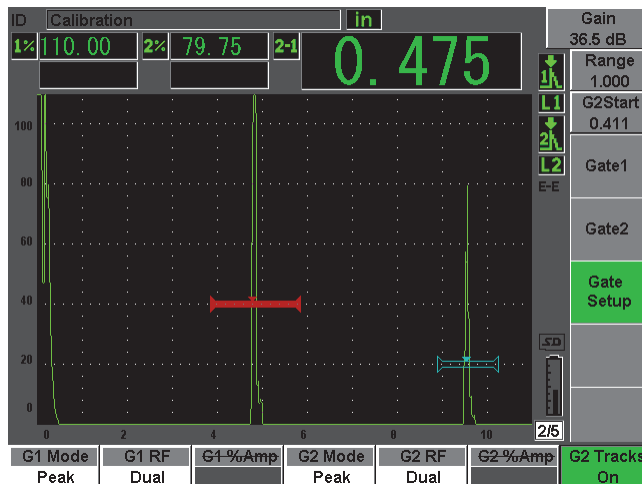 ID Calibration in
Gain
36.5 dB
1% 110.00 2% 79.75 2-1 0.475
Range
1.000
G2Start
0.411
1
L1
2
L2
E-E
Gate1
Gate2
Gate
Setup
100
80
60
40
20
0
0 2 4 6 8 10
SD
2/5
G1 Mode
Peak
G1 RF
Dual
G1 %Amp
G2 Mode
Peak
G2 RF
Dual
G2 %Amp
G2 Tracks
On